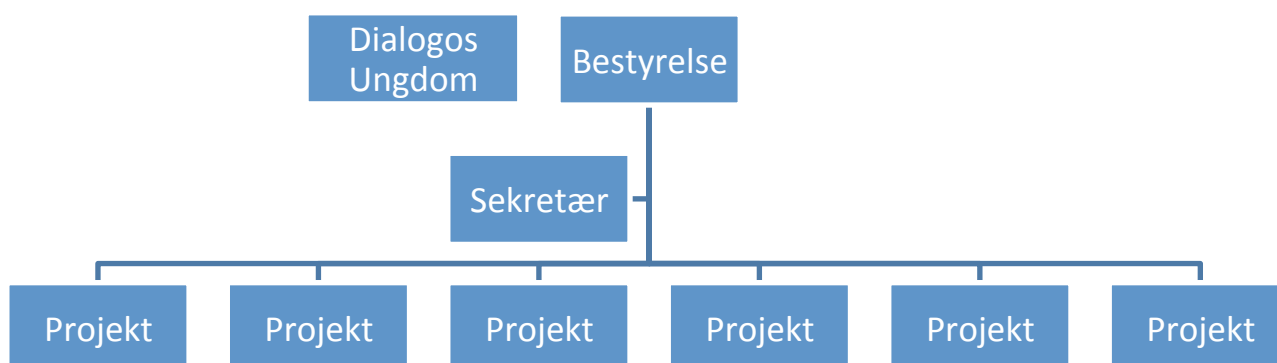 Dialogos
Ungdom
Bestyrelse
Sekretær
Projekt
Projekt
Projekt
Projekt
Projekt
Projekt